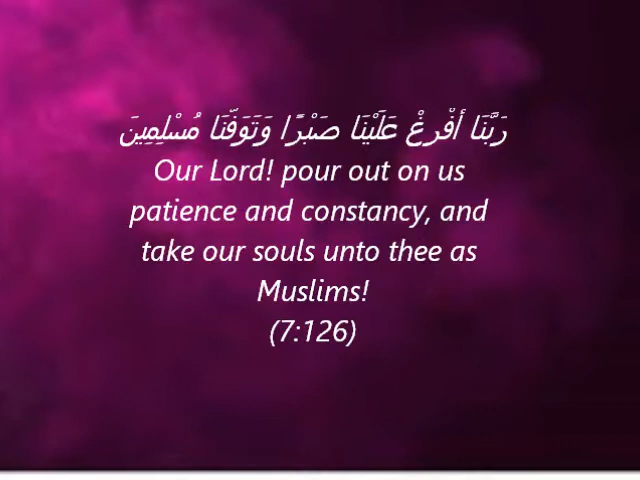 رَبَّنَا أَفْرِغْ عَلَيْنَا صَبْرًا وَتَوَفَّنَا مُسْلِمِينَ
Our Lord! pour out on us
patience and constancy, and
take our souls unto thee as
Muslims!
(7:126)